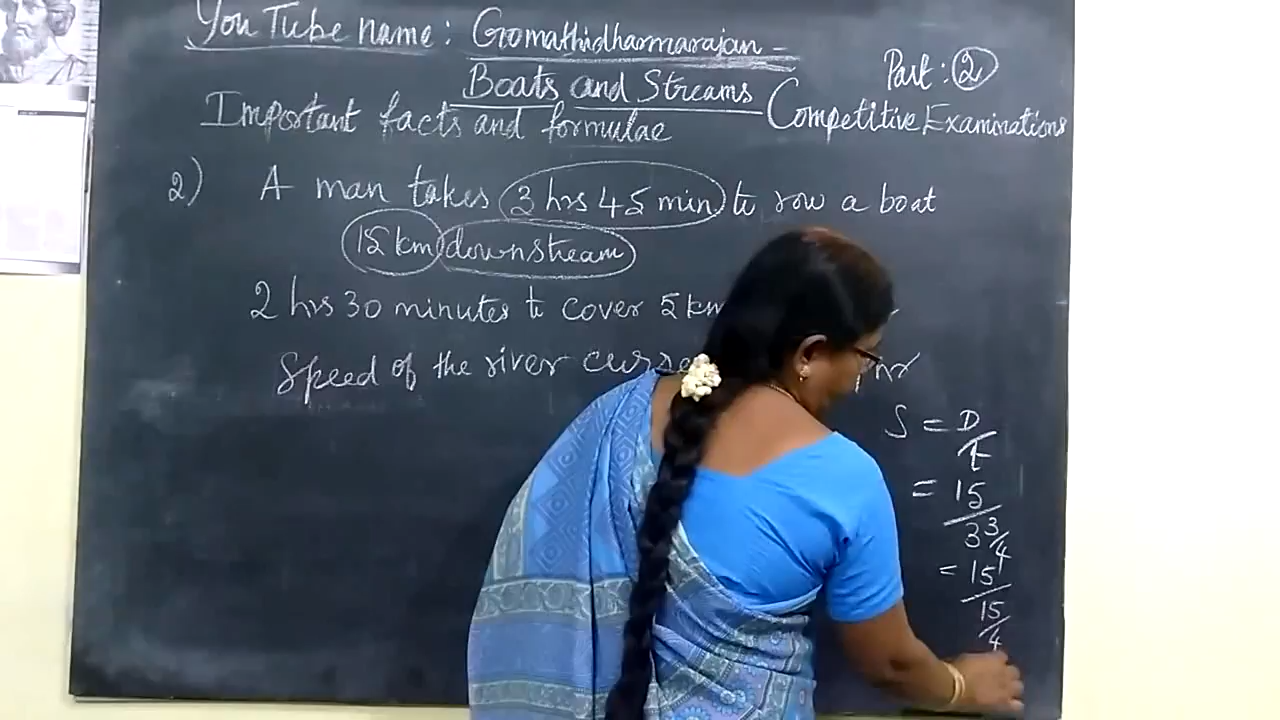 YouTube name: Gomathidharmarajan
Boats and Streams
Part: 2
Important facts and formulae
Competitive Examinations
2) A man takes 3 hrs 45 min to row a boat
15 km downstream
2 hrs 30 minutes to cover 5 km
Speed of the river
S = D/t
= 15
3 3/4
= 15
15/4